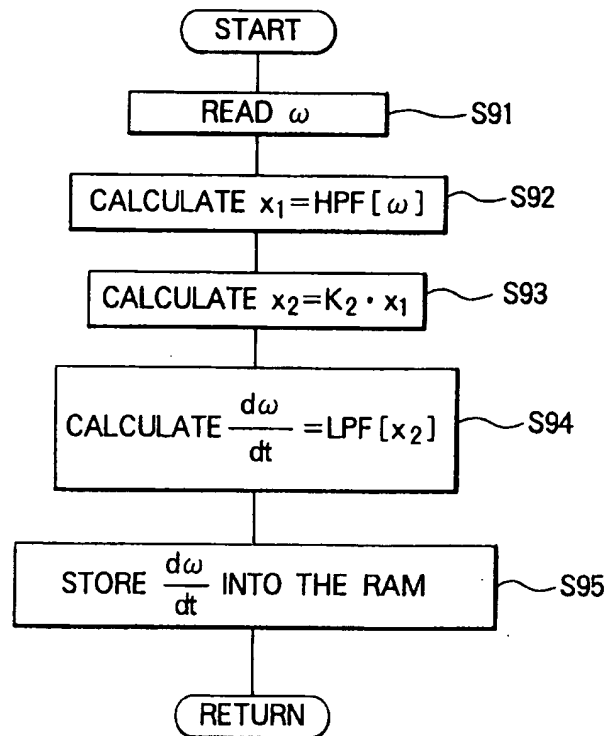 START
READ ω S91
CALCULATE x₁=HPF[ω] S92
CALCULATE x₂=K₂・x₁ S93
CALCULATE dω/dt =LPF[x₂] S94
STORE dω/dt INTO THE RAM S95
RETURN